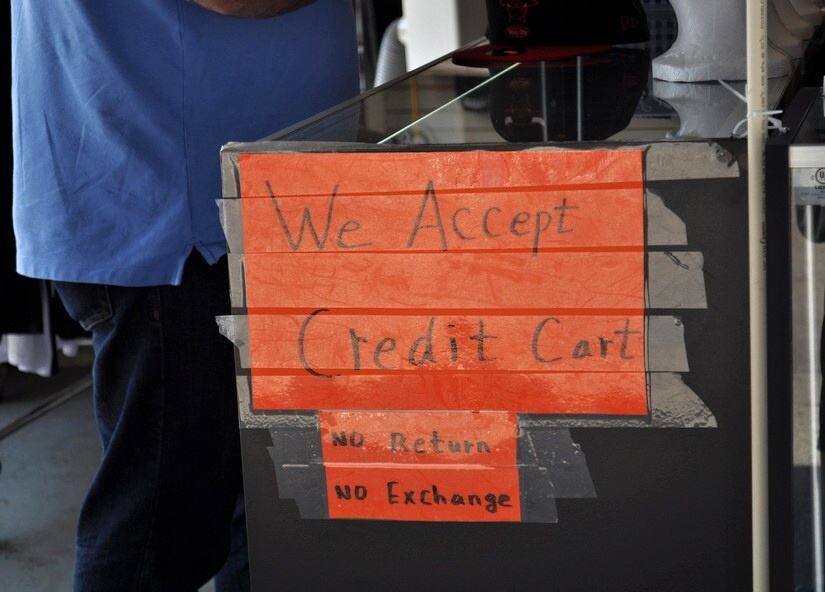 We Accept
Credit Cart
NO Return
NO Exchange